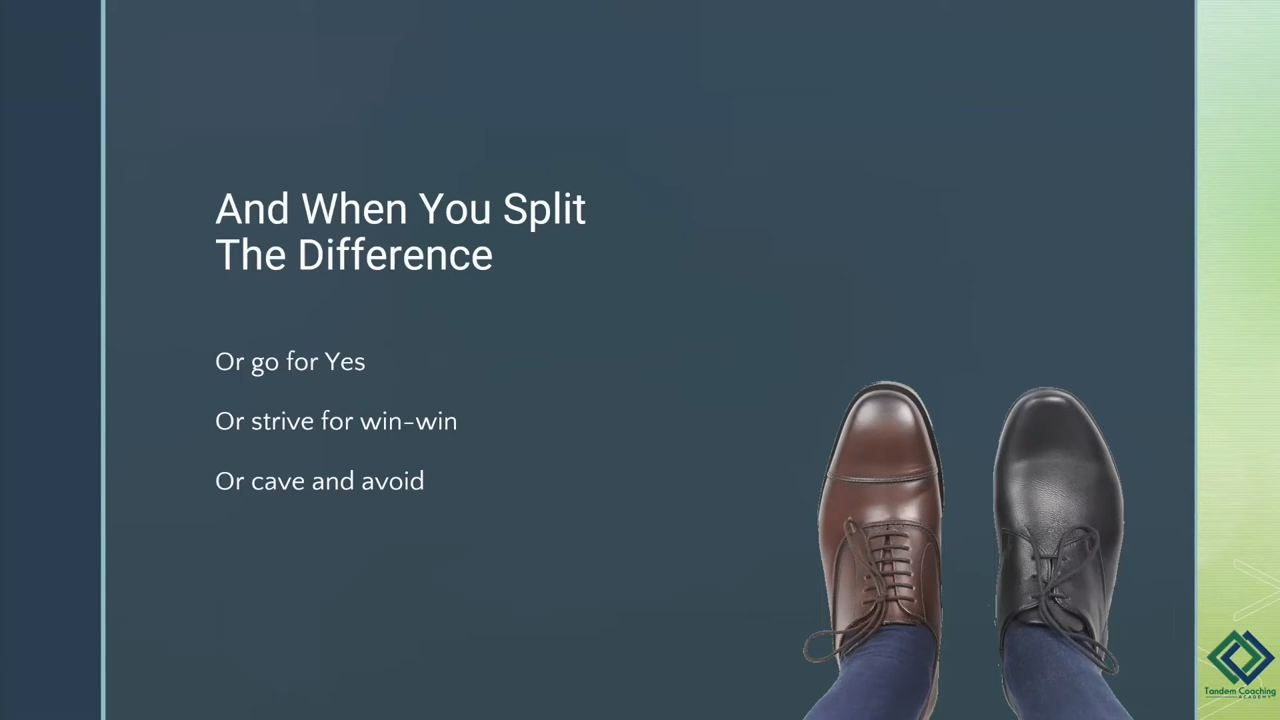 And When You Split
The Difference
Or go for Yes
Or strive for win-win
Or cave and avoid
Tandem Coaching
ACADEMY